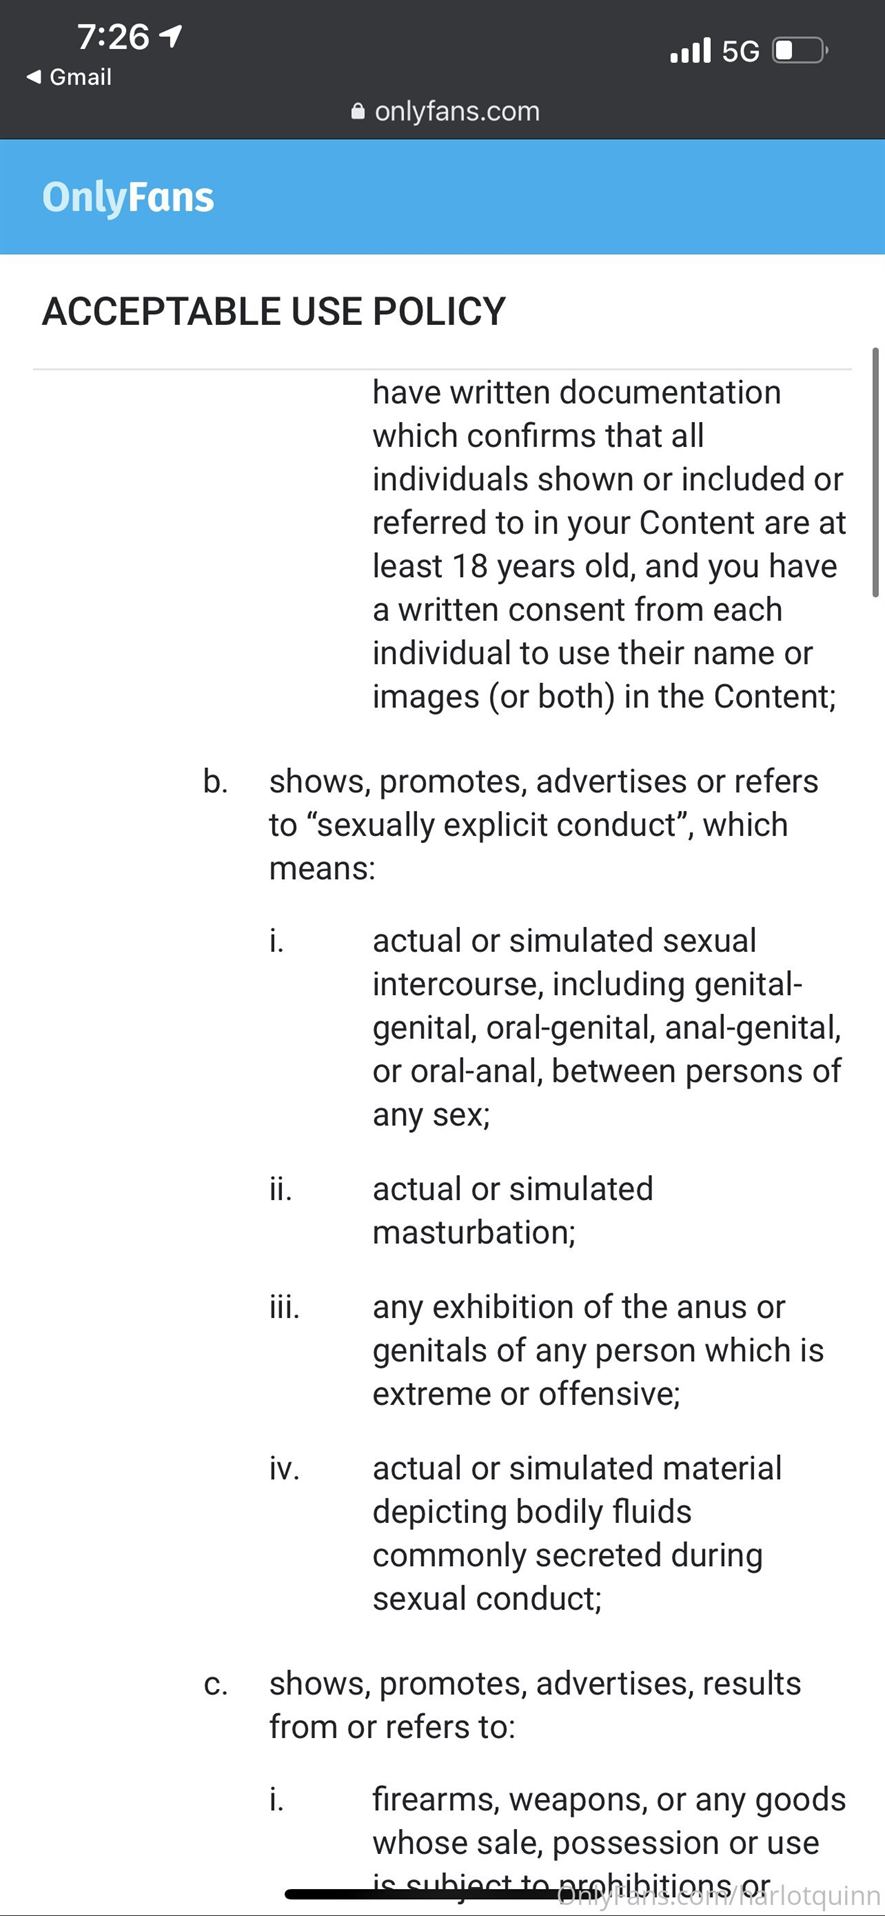 7:26
5G
Gmail
onlyfans.com
OnlyFans
ACCEPTABLE USE POLICY
have written documentation
which confirms that all
individuals shown or included or
referred to in your Content are at
least 18 years old, and you have
a written consent from each
individual to use their name or
images (or both) in the Content;
b. shows, promotes, advertises or refers
to “sexually explicit conduct”, which
means:
i. actual or simulated sexual
intercourse, including genital-
genital, oral-genital, anal-genital,
or oral-anal, between persons of
any sex;
ii. actual or simulated
masturbation;
iii. any exhibition of the anus or
genitals of any person which is
extreme or offensive;
iv. actual or simulated material
depicting bodily fluids
commonly secreted during
sexual conduct;
c. shows, promotes, advertises, results
from or refers to:
i. firearms, weapons, or any goods
whose sale, possession or use
is subject to prohibitions or
OnlyFans.com/harlotquinn